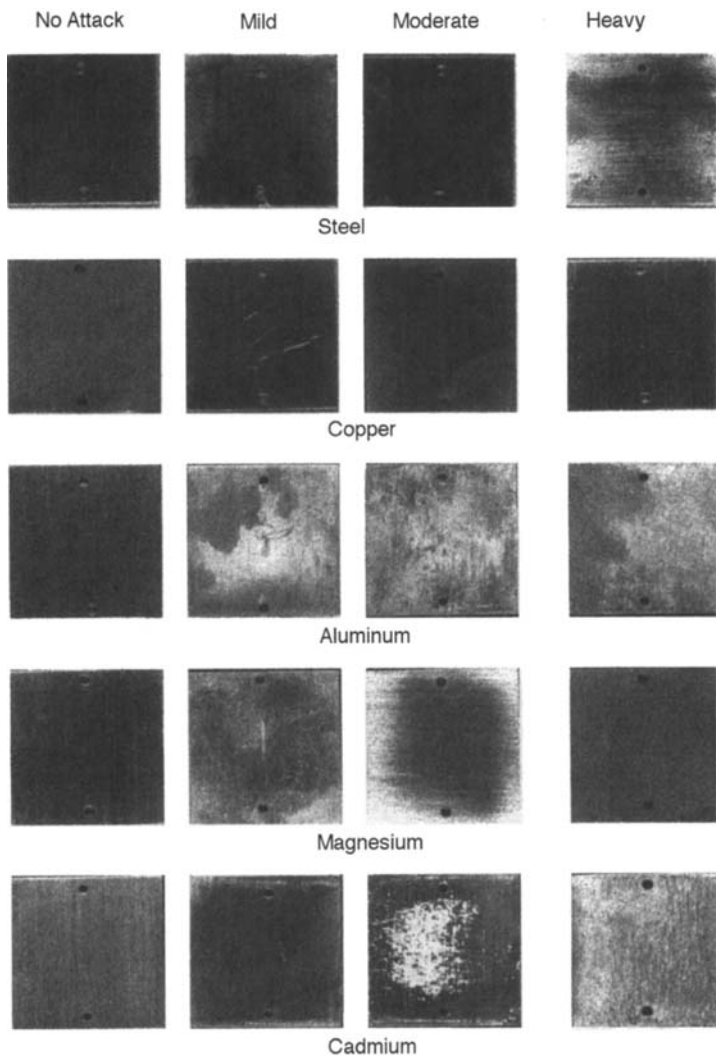 No Attack Mild Moderate Heavy
Steel
Copper
Aluminum
Magnesium
Cadmium